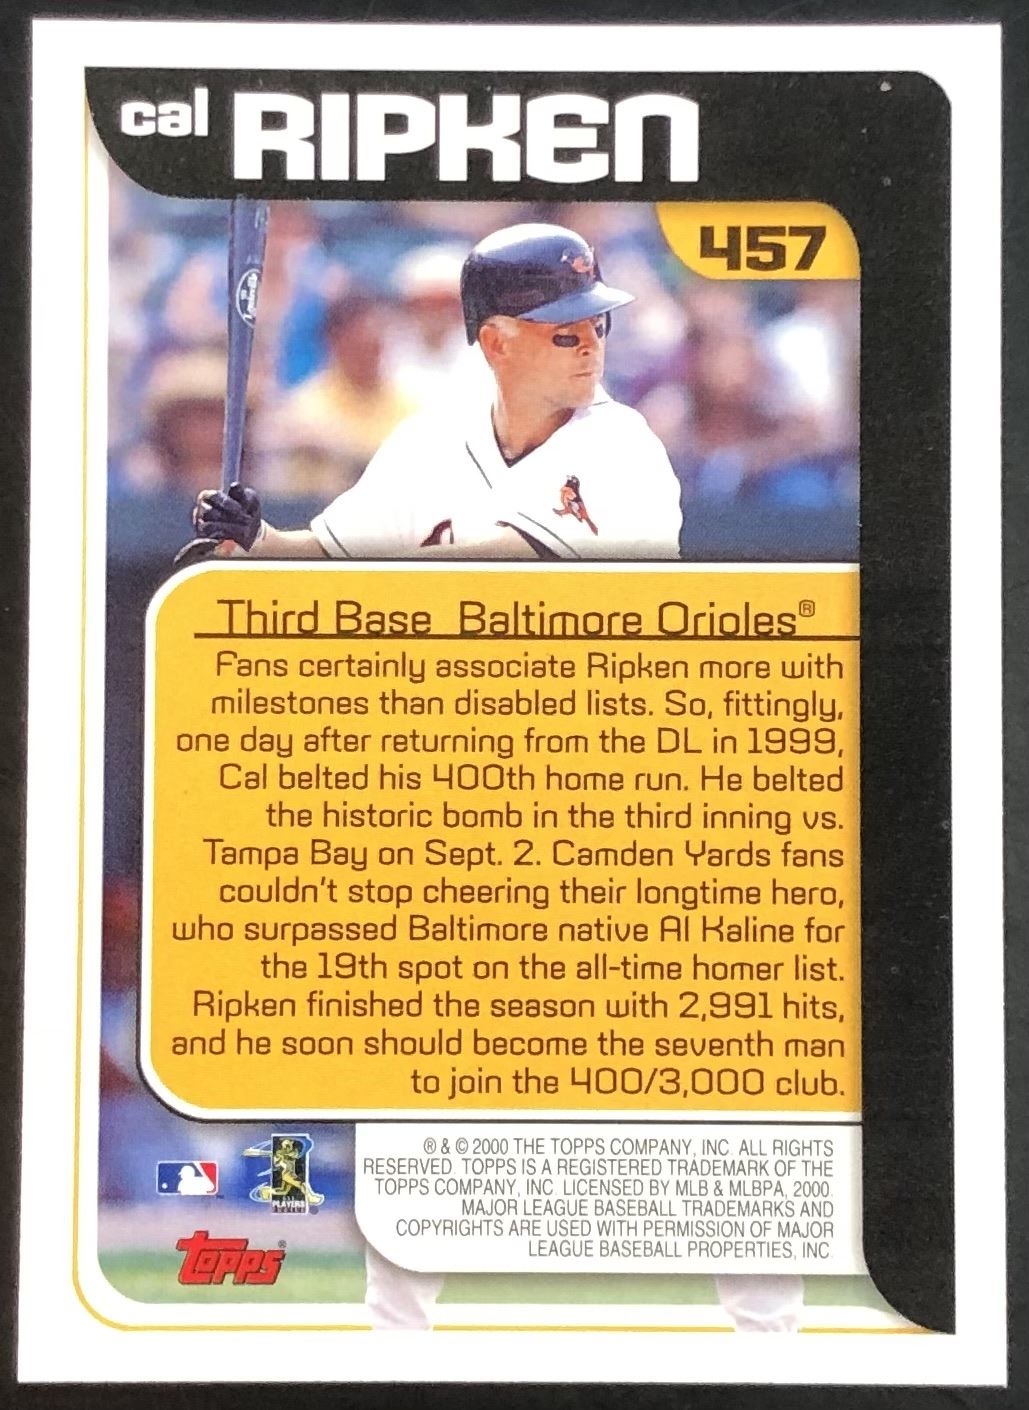 cal RIPKEN
457
Third Base Baltimore Orioles®
Fans certainly associate Ripken more with
milestones than disabled lists. So, fittingly,
one day after returning from the DL in 1999,
Cal belted his 400th home run. He belted
the historic bomb in the third inning vs.
Tampa Bay on Sept. 2. Camden Yards fans
couldn't stop cheering their longtime hero,
who surpassed Baltimore native Al Kaline for
the 19th spot on the all-time homer list.
Ripken finished the season with 2,991 hits,
and he soon should become the seventh man
to join the 400/3,000 club.
® & © 2000 THE TOPPS COMPANY, INC. ALL RIGHTS
RESERVED. TOPPS IS A REGISTERED TRADEMARK OF THE
TOPPS COMPANY, INC. LICENSED BY MLB & MLBPA, 2000.
MAJOR LEAGUE BASEBALL TRADEMARKS AND
COPYRIGHTS ARE USED WITH PERMISSION OF MAJOR
LEAGUE BASEBALL PROPERTIES, INC.
PLAYERS
topps®